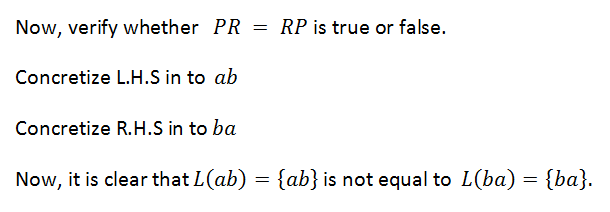 Now, verify whether PR = RP is true or false.
Concretize L.H.S in to ab
Concretize R.H.S in to ba
Now, it is clear that L(ab) = {ab} is not equal to L(ba) = {ba}.